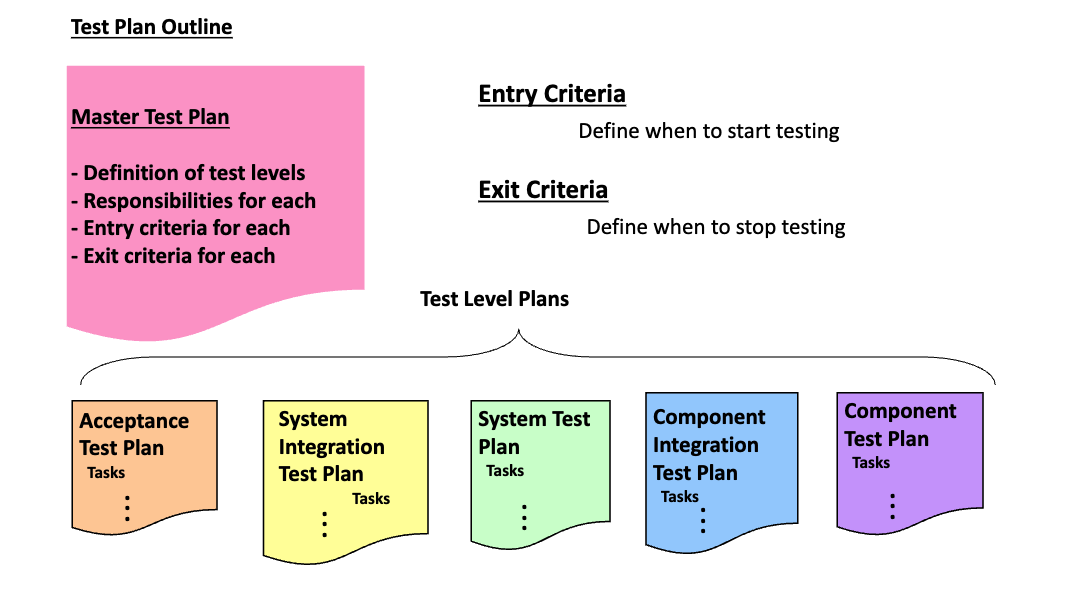 Test Plan Outline
Master Test Plan
- Definition of test levels
- Responsibilities for each
- Entry criteria for each
- Exit criteria for each
Entry Criteria
Define when to start testing
Exit Criteria
Define when to stop testing
Test Level Plans
Acceptance
Test Plan
Tasks
System
Integration
Test Plan
Tasks
System Test
Plan
Tasks
Component
Integration
Test Plan
Tasks
Component
Test Plan
Tasks